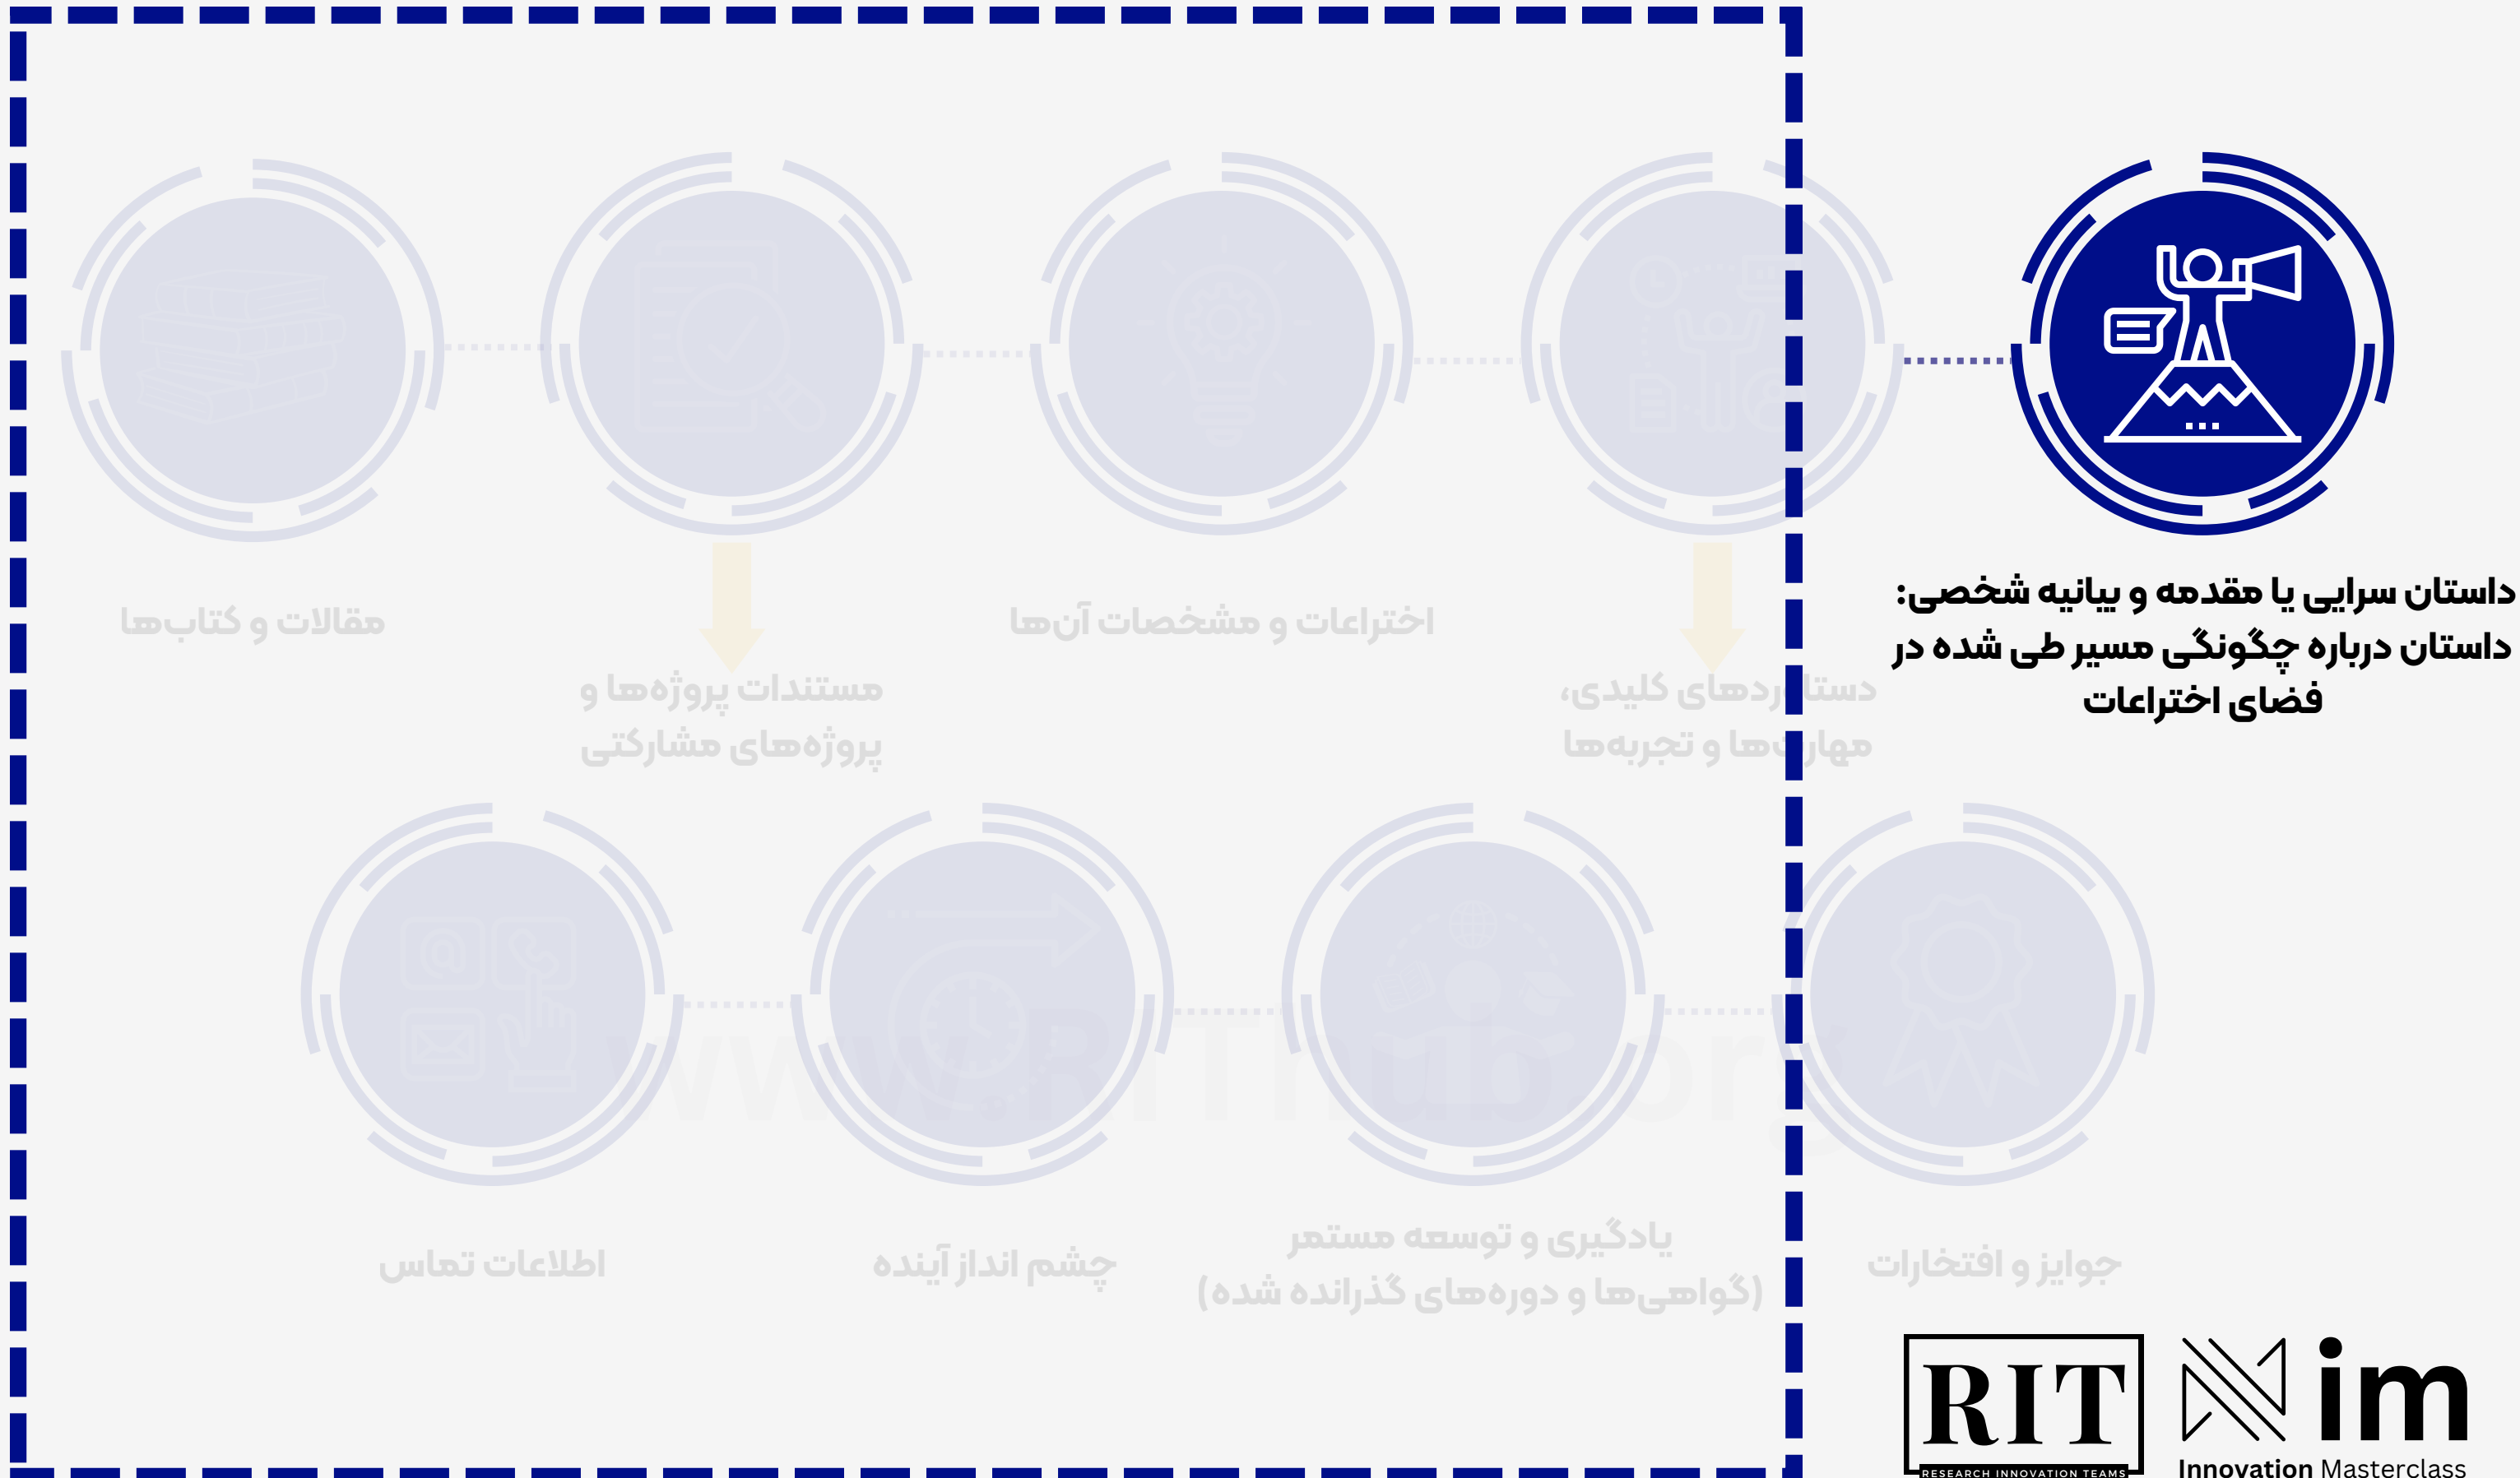 داستان سرایی یا مقدمه و بیانیه شخصی:
داستان درباره چگونگی مسیر طی شده در
فضای اختراعات
دستاوردهای کلیدی،
مهارت‌ها و تجربه‌ها
اختراعات و مشخصات آن‌ها
مستندات پروژه‌ها و
پروژه‌های مشارکتی
مقالات و کتاب‌ها
جوایز و افتخارات
یادگیری و توسعه مستمر
(گواهی‌ها و دوره‌های گذرانده شده)
چشم انداز آینده
اطلاعات تماس
www.RIThub.org
RIT
RESEARCH INNOVATION TEAMS
im
Innovation Masterclass